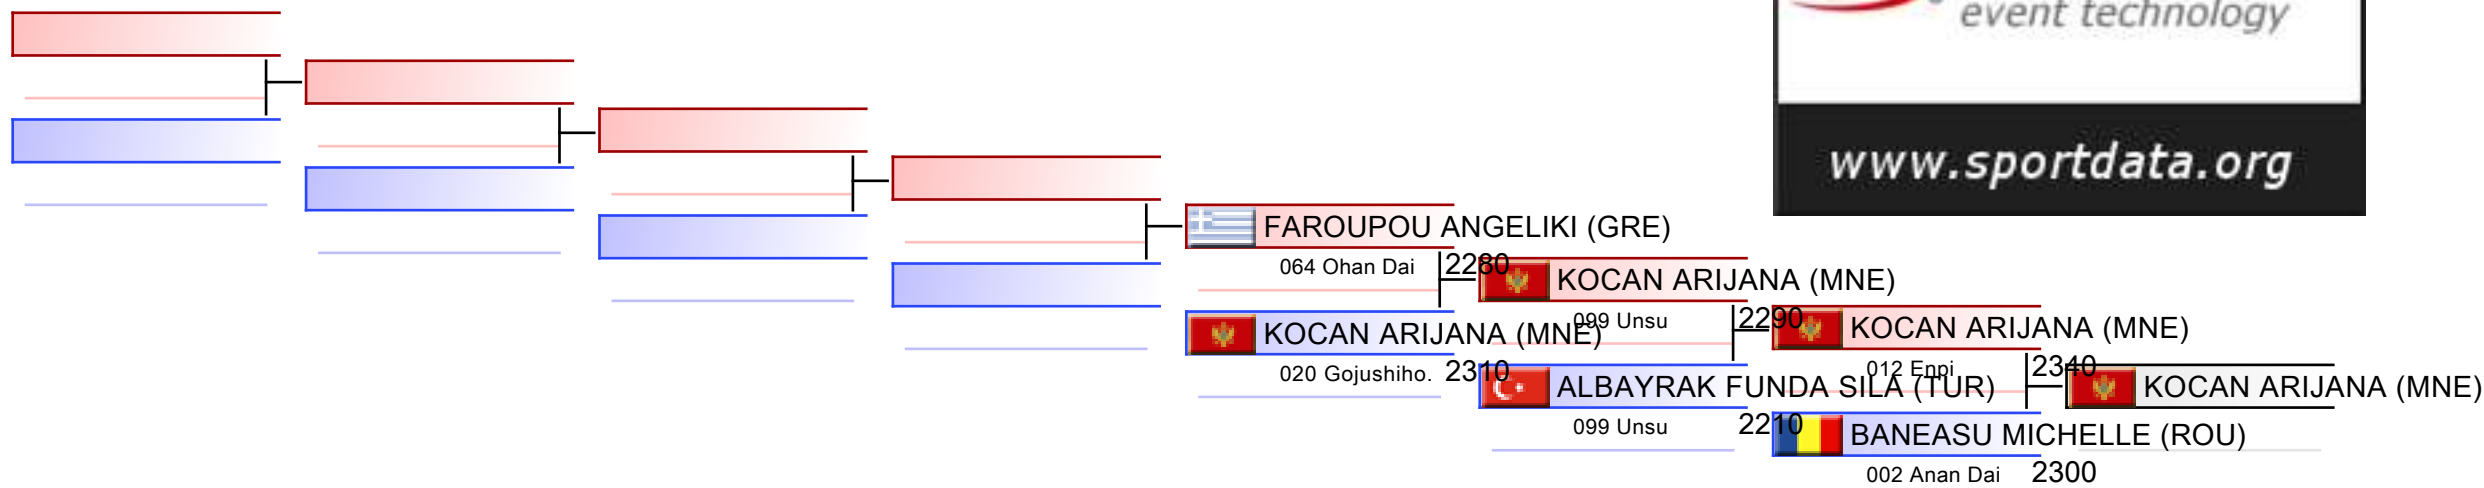 event technology
www.sportdata.org
FAROUPOU ANGELIKI (GRE)
064 Ohan Dai 2280
KOCAN ARIJANA (MNE)
020 Gojushiho. 2310
KOCAN ARIJANA (MNE)
099 Unsu 2290
ALBAYRAK FUNDA SILA (TUR)
099 Unsu 2210
KOCAN ARIJANA (MNE)
012 Enpi 2340
BANEASU MICHELLE (ROU)
002 Anan Dai 2300
KOCAN ARIJANA (MNE)